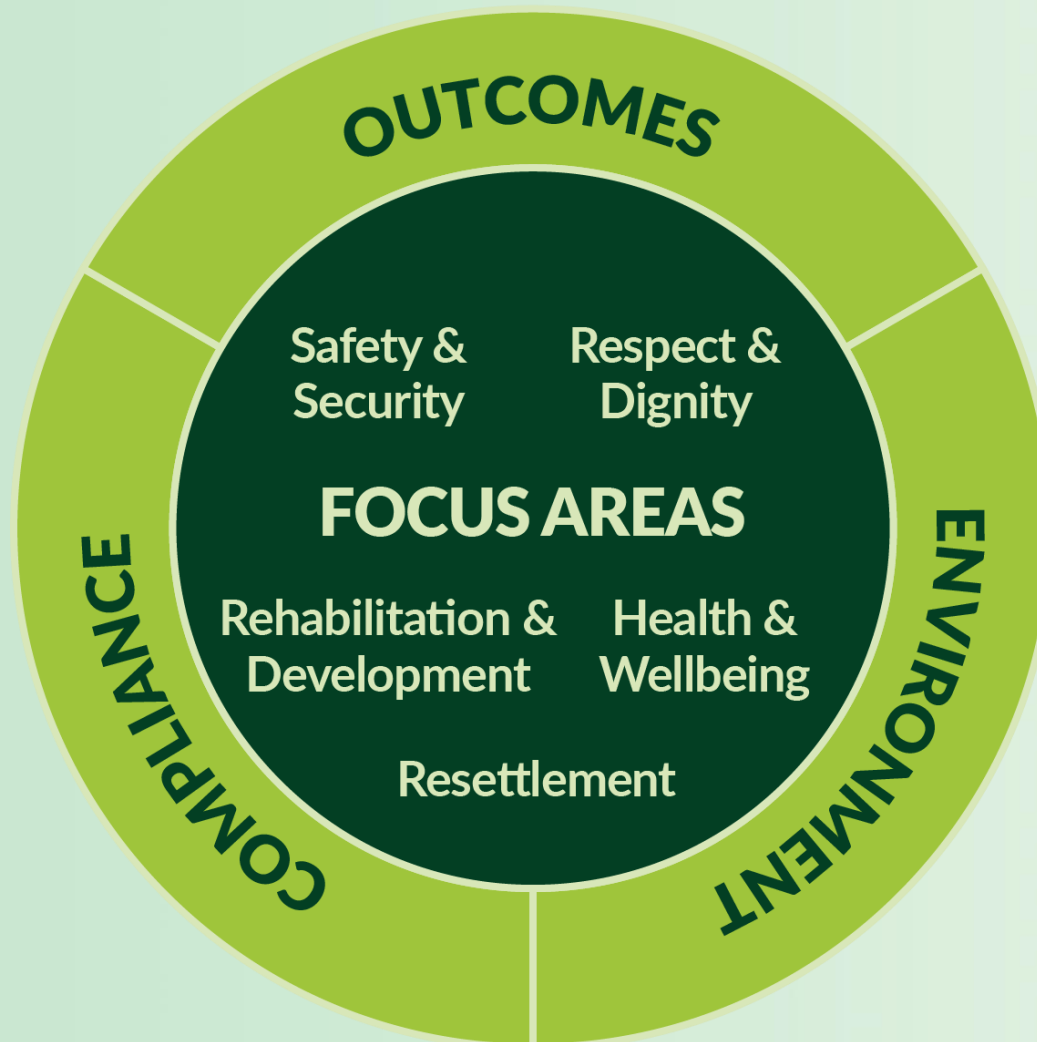 OUTCOMES
Safety &
Security
Respect &
Dignity
FOCUS AREAS
Rehabilitation &
Development
Health &
Wellbeing
Resettlement
COMPLIANCE
ENVIRONMENT